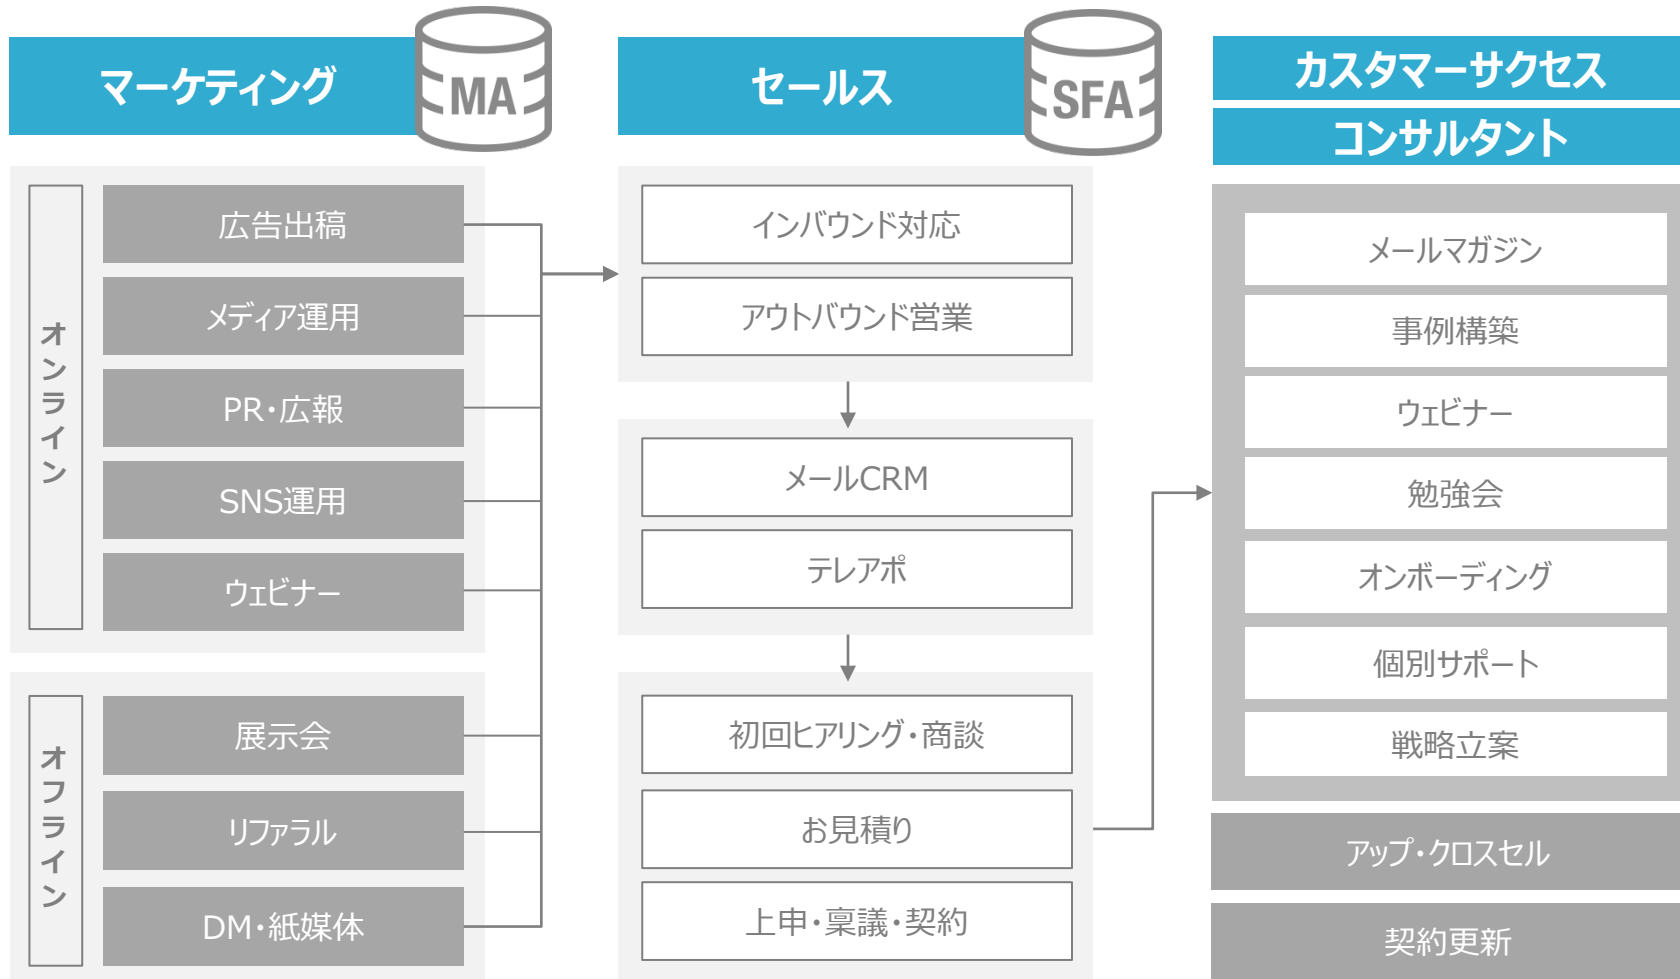 マーケティング
MA
オンライン
広告出稿
メディア運用
PR・広報
SNS運用
ウェビナー
オフライン
展示会
リファラル
DM・紙媒体
セールス
SFA
インバウンド対応
アウトバウンド営業
メールCRM
テレアポ
初回ヒアリング・商談
お見積り
上申・稟議・契約
カスタマーサクセス
コンサルタント
メールマガジン
事例構築
ウェビナー
勉強会
オンボーディング
個別サポート
戦略立案
アップ・クロスセル
契約更新